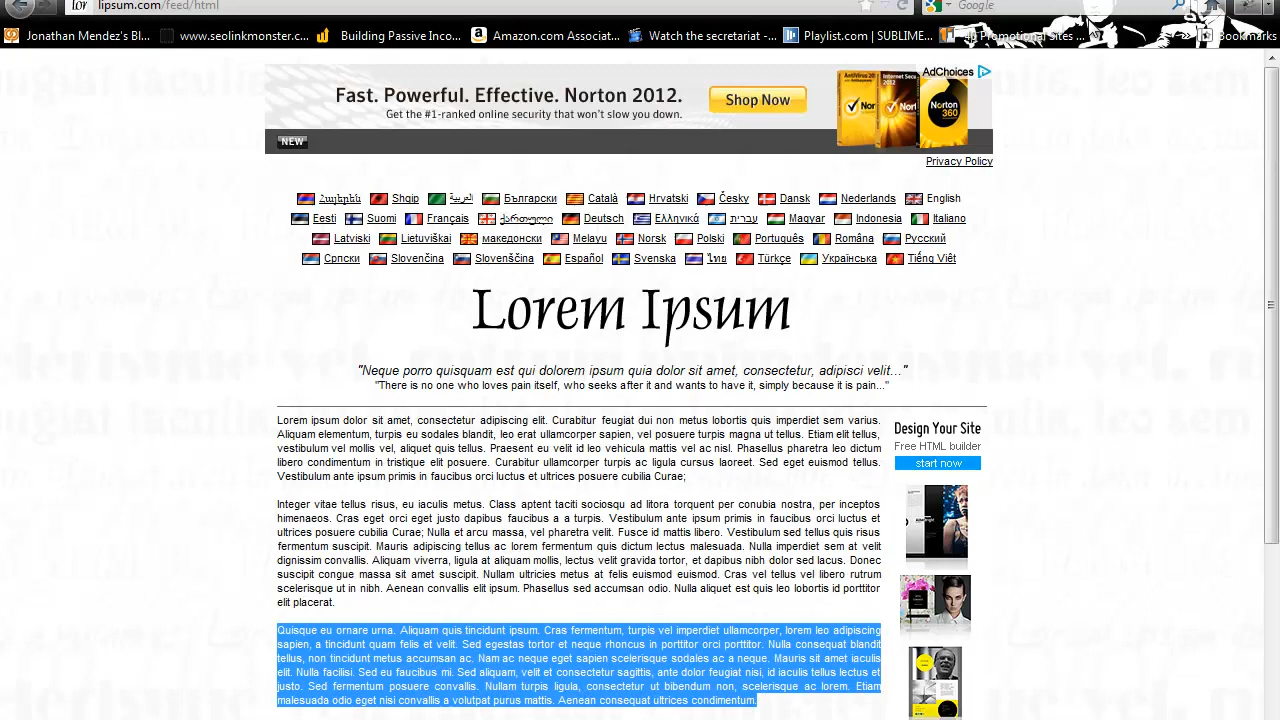 lor lipsum.com/feed/html Google
Jonathan Mendez's Bl... www.seolinkmonster.c... Building Passive Inco... Amazon.com Associat... Watch the secretariat -... Playlist.com | SUBLIME... Promotional Sites ... Bookmarks
AdChoices
Fast. Powerful. Effective. Norton 2012.
Get the #1-ranked online security that won't slow you down.
Shop Now
Norton 360
NEW
Privacy Policy
Հայերեն Shqip العربية Български Català Hrvatski Česky Dansk Nederlands English
Eesti Suomi Français ქართული Deutsch Ελληνικά עברית Magyar Indonesia Italiano
Latviski Lietuviškai македонски Melayu Norsk Polski Português Româna Русский
Српски Slovenčina Slovenščina Español Svenska ไทย Türkçe Українська Tiếng Việt
Lorem Ipsum
"Neque porro quisquam est qui dolorem ipsum quia dolor sit amet, consectetur, adipisci velit..."
"There is no one who loves pain itself, who seeks after it and wants to have it, simply because it is pain..."
Lorem ipsum dolor sit amet, consectetur adipiscing elit. Curabitur feugiat dui non metus lobortis quis imperdiet sem varius.
Aliquam elementum, turpis eu sodales blandit, leo erat ullamcorper sapien, vel posuere turpis magna ut tellus. Etiam elit tellus,
vestibulum vel mollis vel, aliquet quis tellus. Praesent eu velit id leo vehicula mattis vel ac nisl. Phasellus pharetra leo dictum
libero condimentum in tristique elit posuere. Curabitur ullamcorper turpis ac ligula cursus laoreet. Sed eget euismod tellus.
Vestibulum ante ipsum primis in faucibus orci luctus et ultrices posuere cubilia Curae;
Integer vitae tellus risus, eu iaculis metus. Class aptent taciti sociosqu ad litora torquent per conubia nostra, per inceptos
himenaeos. Cras eget orci eget justo dapibus faucibus a a turpis. Vestibulum ante ipsum primis in faucibus orci luctus et
ultrices posuere cubilia Curae; Nulla et arcu massa, vel pharetra velit. Fusce id mattis libero. Vestibulum sed tellus quis risus
fermentum suscipit. Mauris adipiscing tellus ac lorem fermentum quis dictum lectus malesuada. Nulla imperdiet sem at velit
dignissim convallis. Aliquam viverra, ligula at aliquam mollis, lectus velit gravida tortor, et dapibus nibh dolor sed lacus. Donec
suscipit congue massa sit amet suscipit. Nullam ultricies metus at felis euismod euismod. Cras vel tellus vel libero rutrum
scelerisque ut in nibh. Aenean convallis elit ipsum. Phasellus sed accumsan odio. Nulla aliquet est quis leo lobortis id porttitor
elit placerat.
Quisque eu ornare urna. Aliquam quis tincidunt ipsum. Cras fermentum, turpis vel imperdiet ullamcorper, lorem leo adipiscing
sapien, a tincidunt quam felis et velit. Sed egestas tortor et neque rhoncus in porttitor orci porttitor. Nulla consequat blandit
tellus, non tincidunt metus accumsan ac. Nam ac neque eget sapien scelerisque sodales ac a neque. Mauris sit amet iaculis
elit. Nulla facilisi. Sed eu faucibus mi. Sed aliquam, velit et consectetur sagittis, ante dolor feugiat nisi, id iaculis tellus lectus et
justo. Sed fermentum posuere convallis. Nullam turpis ligula, consectetur ut bibendum non, scelerisque ac lorem. Etiam
malesuada odio eget nisi convallis a volutpat purus mattis. Aenean consequat ultrices condimentum.
Design Your Site
Free HTML builder
start now